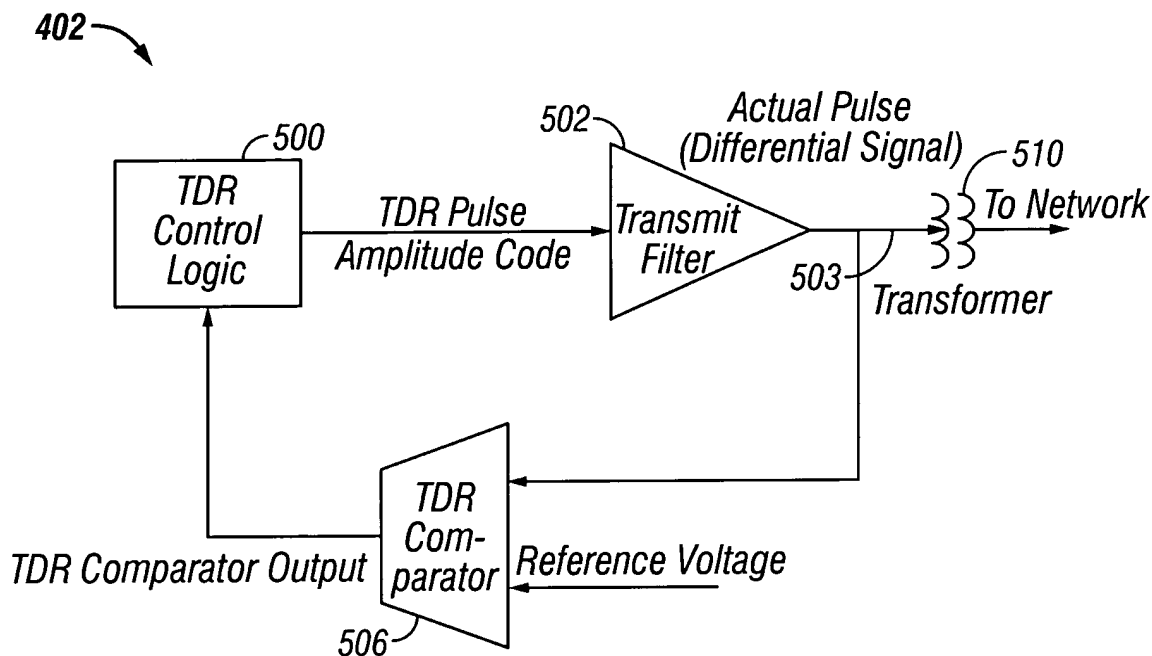 402
500
TDR
Control
Logic
TDR Pulse
Amplitude Code
502
Transmit
Filter
Actual Pulse
(Differential Signal)
510
To Network
503
Transformer
TDR
Com-
parator
506
TDR Comparator Output
Reference Voltage